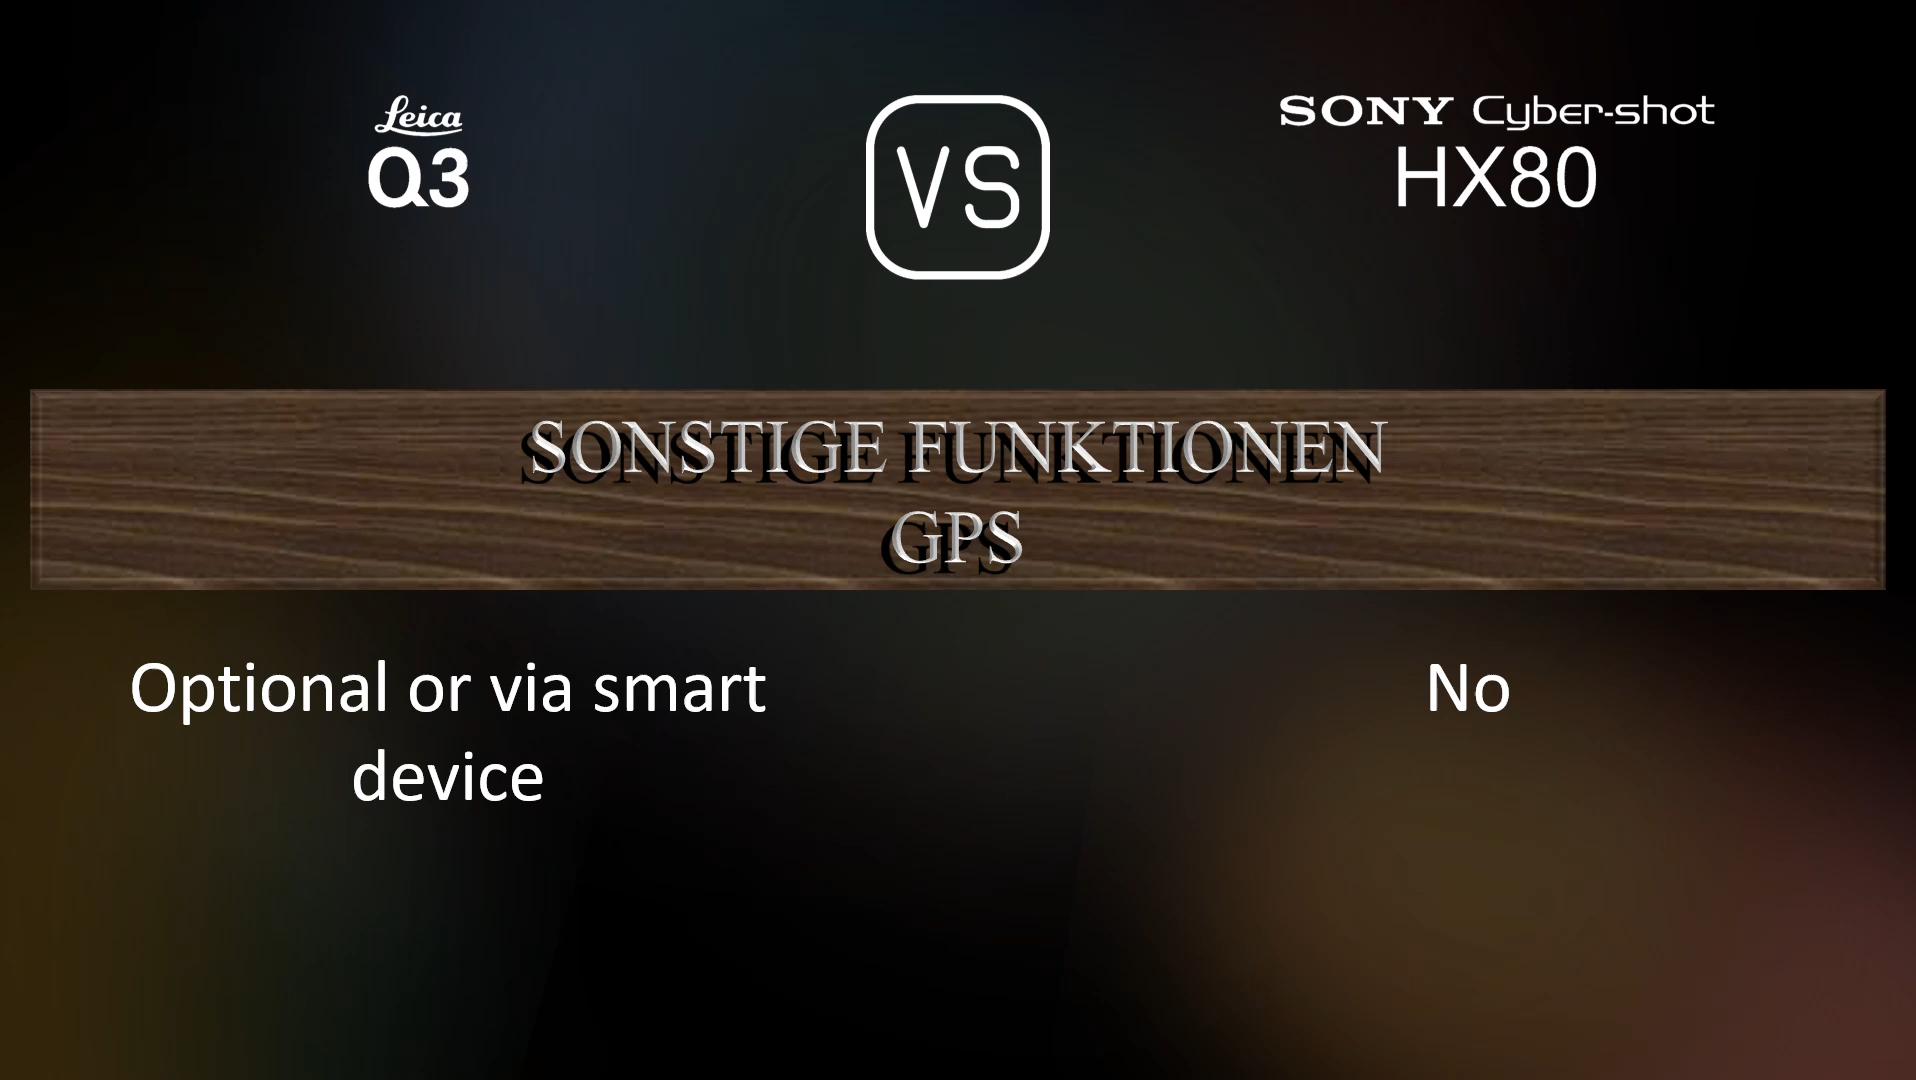 Leica
Q3
VS
SONY Cyber-shot
HX80
SONSTIGE FUNKTIONEN
GPS
Optional or via smart
device
No